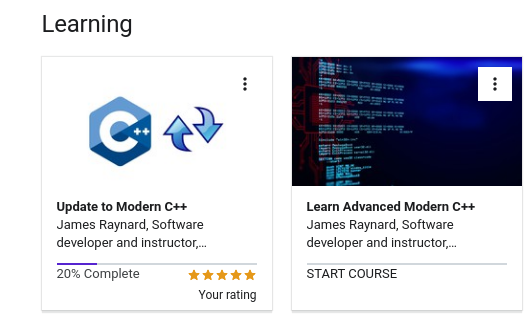 Learning
C++
Update to Modern C++
James Raynard, Software
developer and instructor,...
20% Complete
Your rating
Learn Advanced Modern C++
James Raynard, Software
developer and instructor,...
START COURSE